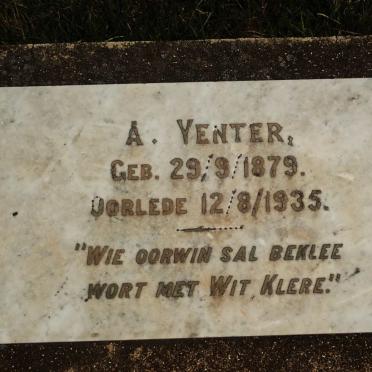 A. VENTER,
GEB. 29/9/1879.
OORLEDE 12/8/1935.
"WIE OORWIN SAL BEKLEE
WORT MET WIT KLERE."